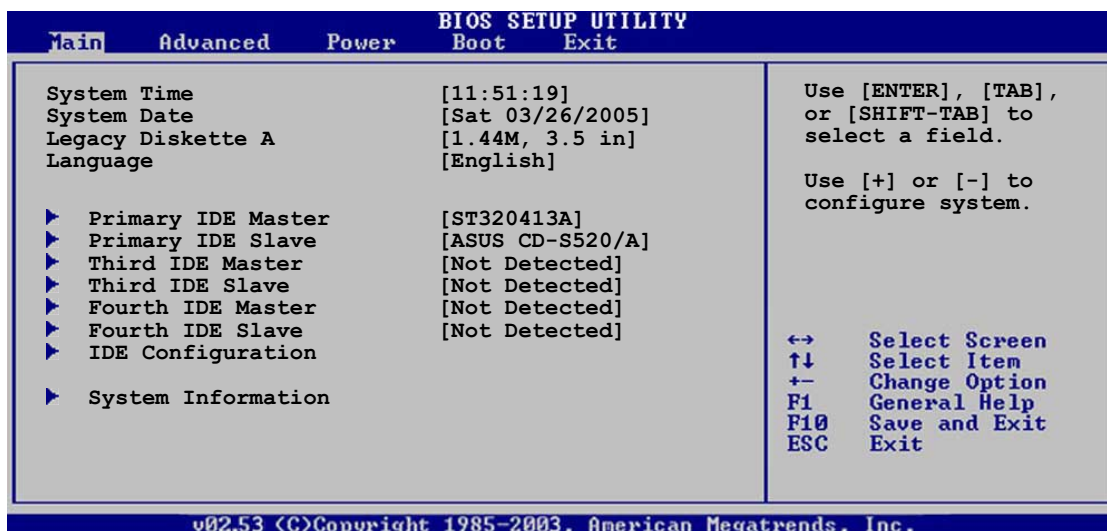 BIOS SETUP UTILITY
Main Advanced Power Boot Exit
System Time [11:51:19]
System Date [Sat 03/26/2005]
Legacy Diskette A [1.44M, 3.5 in]
Language [English]
Primary IDE Master [ST320413A]
Primary IDE Slave [ASUS CD-S520/A]
Third IDE Master [Not Detected]
Third IDE Slave [Not Detected]
Fourth IDE Master [Not Detected]
Fourth IDE Slave [Not Detected]
IDE Configuration
System Information
Use [ENTER], [TAB],
or [SHIFT-TAB] to
select a field.
Use [+] or [-] to
configure system.
←→ Select Screen
↑↓ Select Item
+- Change Option
F1 General Help
F10 Save and Exit
ESC Exit
v02.53 (C)Copyright 1985-2003, American Megatrends, Inc.